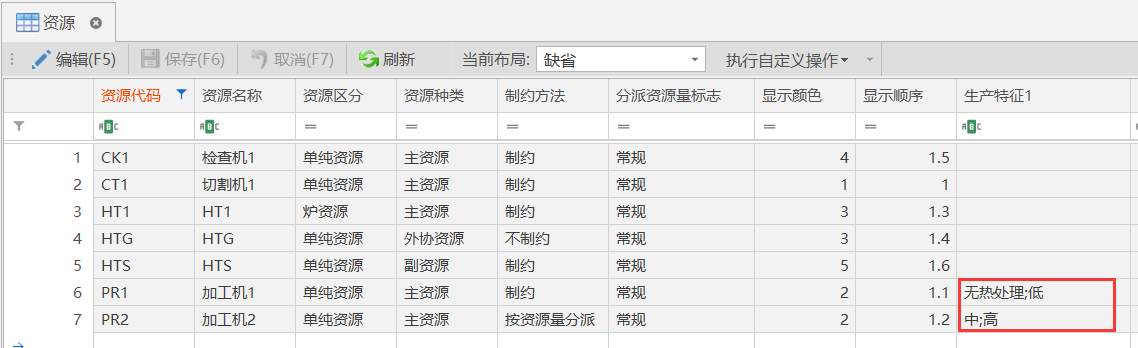 资源
编辑(F5) 保存(F6) 取消(F7) 刷新 当前布局: 缺省 执行自定义操作
资源代码 资源名称 资源区分 资源种类 制约方法 分派资源量标志 显示颜色 显示顺序 生产特征1
ABC ABC = = = = = = ABC
1 CK1 检查机1 单纯资源 主资源 制约 常规 4 1.5
2 CT1 切割机1 单纯资源 主资源 制约 常规 1 1
3 HT1 HT1 炉资源 主资源 制约 常规 3 1.3
4 HTG HTG 单纯资源 外协资源 不制约 常规 3 1.4
5 HTS HTS 单纯资源 副资源 制约 常规 5 1.6
6 PR1 加工机1 单纯资源 主资源 制约 常规 2 1.1 无热处理;低
7 PR2 加工机2 单纯资源 主资源 按资源量分派 常规 2 1.2 中;高